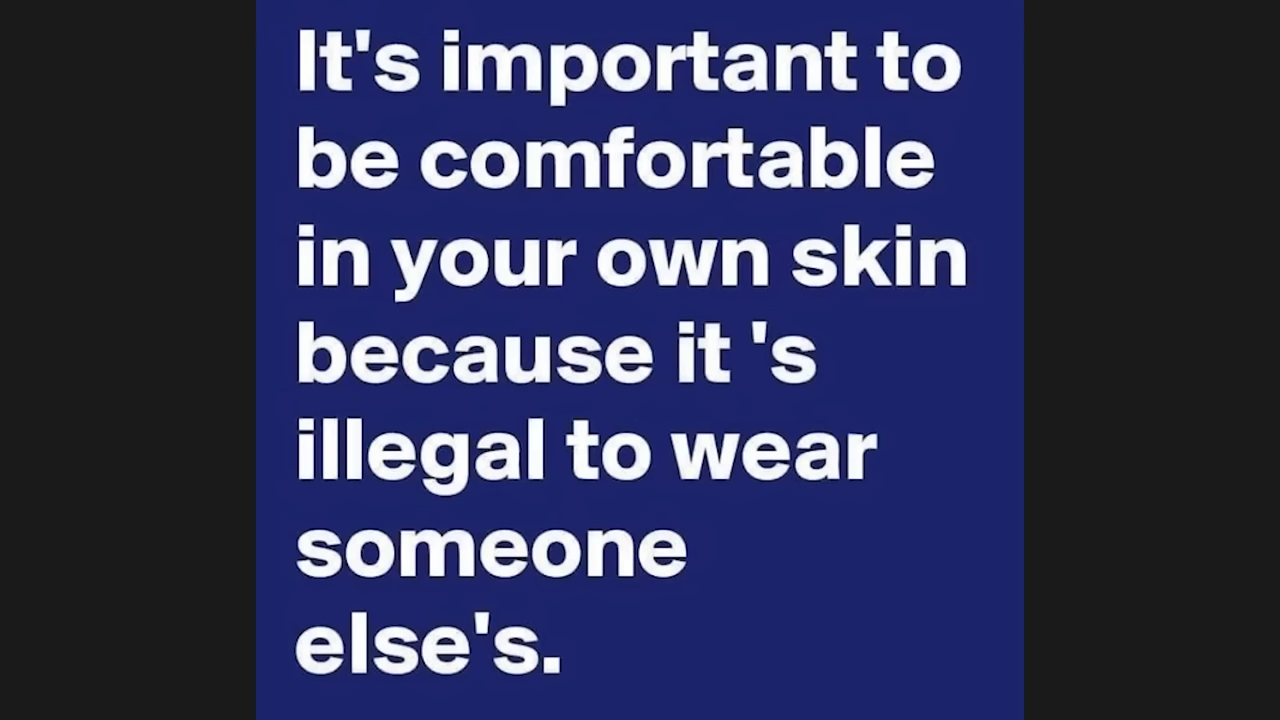 It's important to
be comfortable
in your own skin
because it 's
illegal to wear
someone
else's.